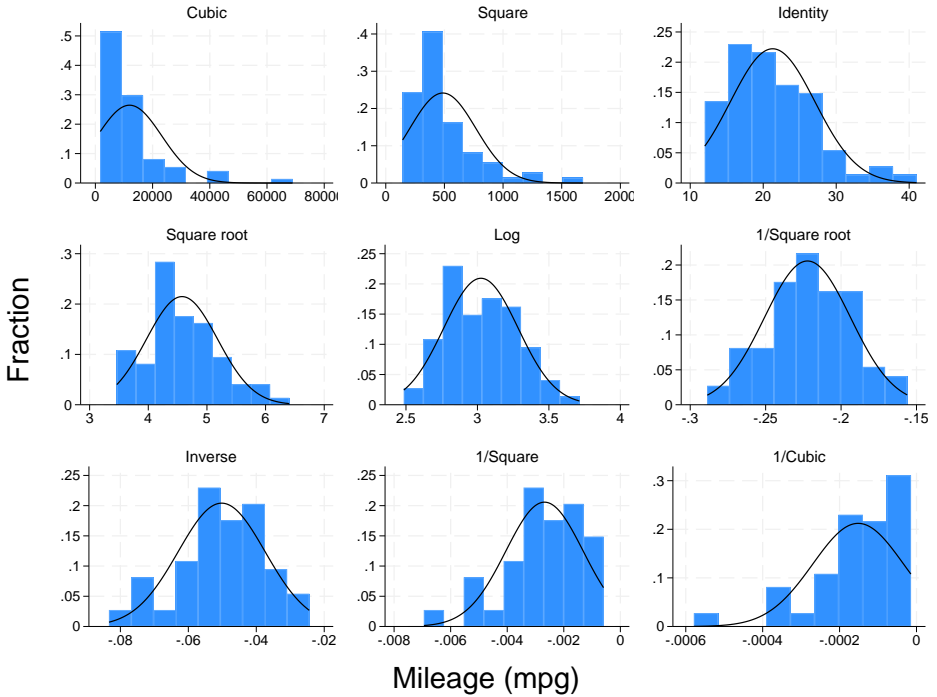 Cubic
Square
Identity
.5
.4
.3
.2
.1
0
0 20000 40000 60000 80000
4
.3
.2
.1
0
0 500 1000 1500 2000
.25
.2
.15
.1
.05
0
10 20 30 40
Square root
Log
1/Square root
.3
.2
.1
0
3 4 5 6 7
.25
.2
.15
.1
.05
0
2.5 3 3.5 4
.2
.15
.1
.05
0
-.3 -.25 -.2 -.15
Inverse
1/Square
1/Cubic
.25
.2
.15
.1
.05
0
-.08 -.06 -.04 -.02
.25
.2
.15
.1
.05
0
-.008 -.006 -.004 -.002 0
.3
.2
.1
0
-.0006 -.0004 -.0002 0
Fraction
Mileage (mpg)